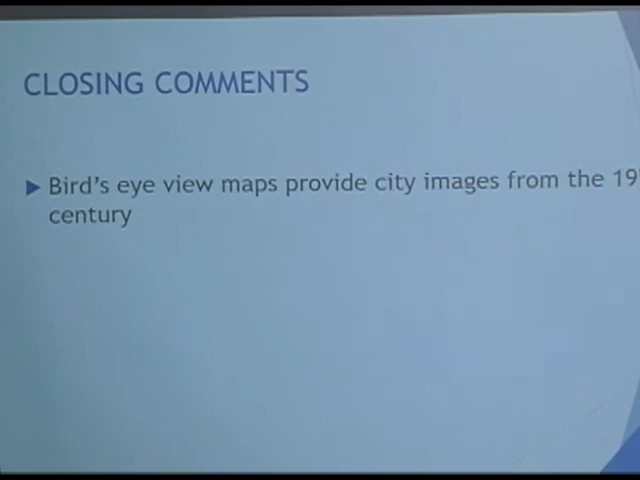 CLOSING COMMENTS
Bird's eye view maps provide city images from the 19
century